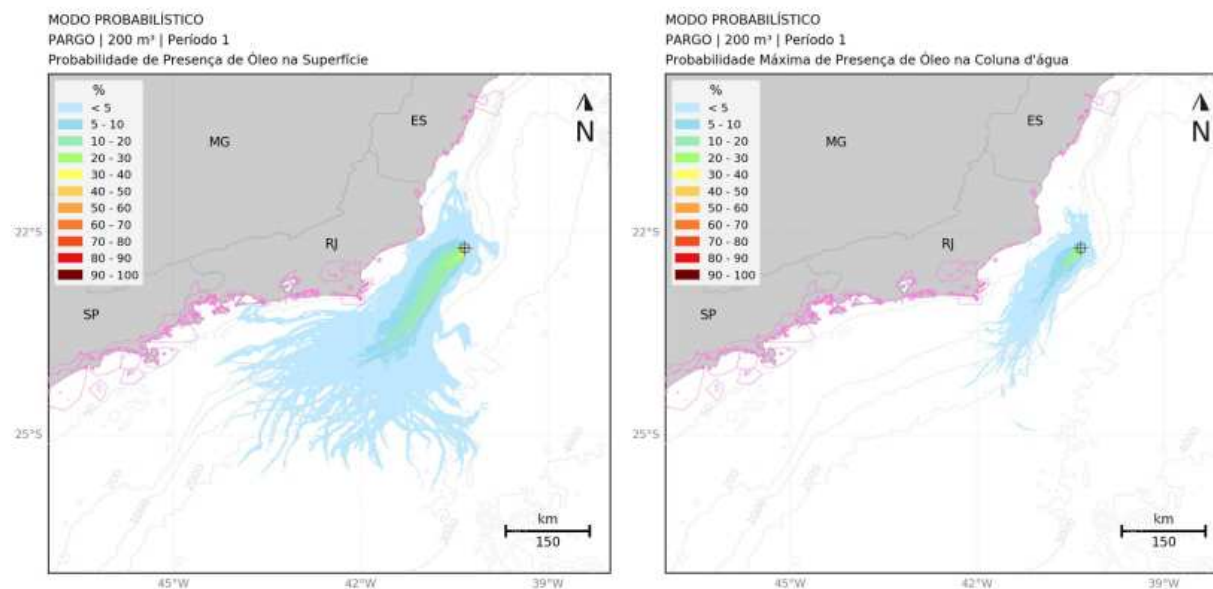 MODO PROBABILÍSTICO
PARGO | 200 m³ | Período 1
Probabilidade de Presença de Óleo na Superfície
%
< 5
5 - 10
10 - 20
20 - 30
30 - 40
40 - 50
50 - 60
60 - 70
70 - 80
80 - 90
90 - 100
N
ES
MG
RJ
SP
22°S
25°S
km
150
45°W
42°W
39°W
MODO PROBABILÍSTICO
PARGO | 200 m³ | Período 1
Probabilidade Máxima de Presença de Óleo na Coluna d'água
%
< 5
5 - 10
10 - 20
20 - 30
30 - 40
40 - 50
50 - 60
60 - 70
70 - 80
80 - 90
90 - 100
N
ES
MG
RJ
SP
22°S
25°S
km
150
45°W
42°W
39°W